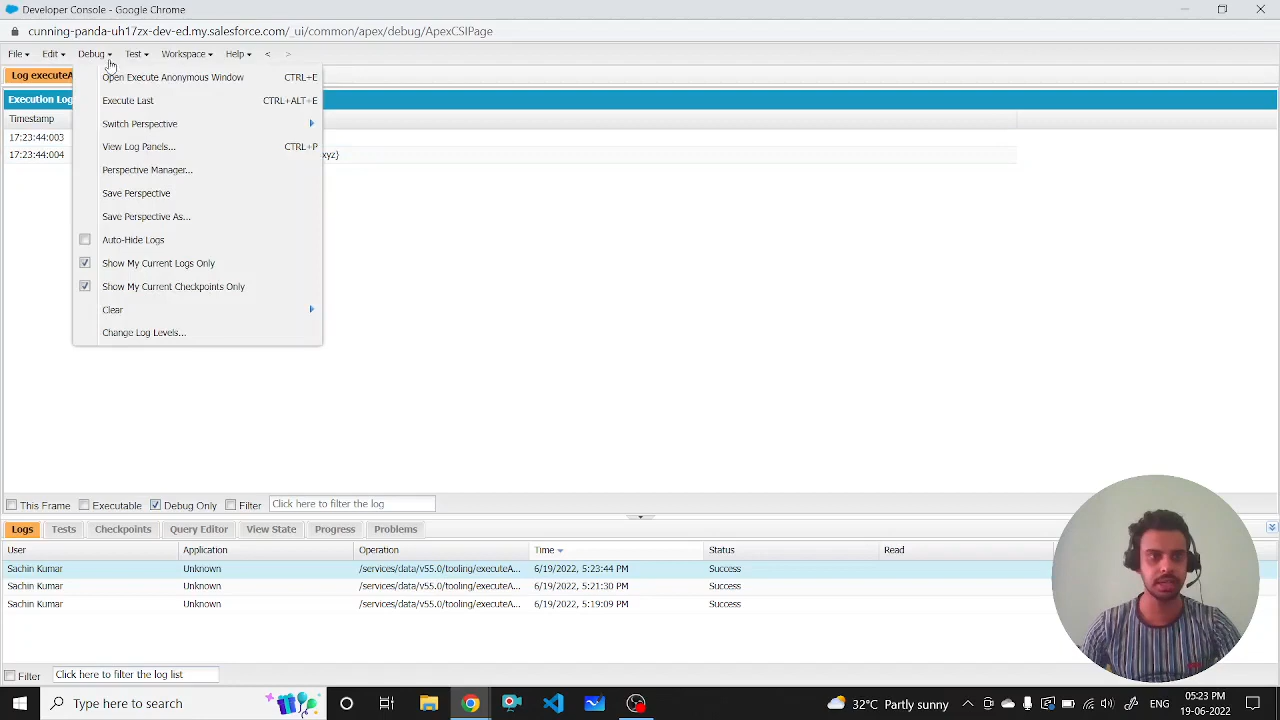 Developer Console - Google Chrome
cunning-panda-uh17zx-dev-ed.my.salesforce.com/_ui/common/apex/debug/ApexCSIPage
File Edit Debug Test Workspace Help < >
Log executeA
Open Execute Anonymous Window CTRL+E
Execution Log
Execute Last CTRL+ALT+E
Timestamp
Switch Perspective
17:23:44:003
View Log Panels... CTRL+P
17:23:44:004 xyz}
Perspective Manager...
Save Perspective
Save Perspective As...
Auto-Hide Logs
Show My Current Logs Only
Show My Current Checkpoints Only
Clear
Change Log Levels...
This Frame Executable Debug Only Filter Click here to filter the log
Logs Tests Checkpoints Query Editor View State Progress Problems
User Application Operation Time Status Read
Sachin Kumar Unknown /services/data/v55.0/tooling/executeA... 6/19/2022, 5:23:44 PM Success
Sachin Kumar Unknown /services/data/v55.0/tooling/executeA... 6/19/2022, 5:21:30 PM Success
Sachin Kumar Unknown /services/data/v55.0/tooling/executeA... 6/19/2022, 5:19:09 PM Success
Filter Click here to filter the log list
Type here to search
32°C Partly sunny
05:23 PM
19-06-2022